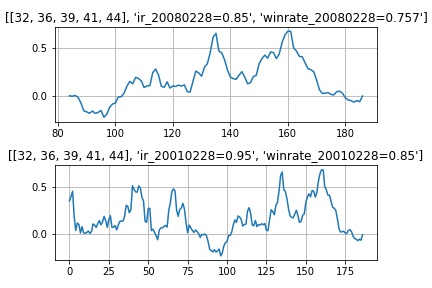 [[32, 36, 39, 41, 44], 'ir_20080228=0.85', 'winrate_20080228=0.757']
0.5
0.0
80 100 120 140 160 180
[[32, 36, 39, 41, 44], 'ir_20010228=0.95', 'winrate_20010228=0.85']
0.5
0.0
0 25 50 75 100 125 150 175